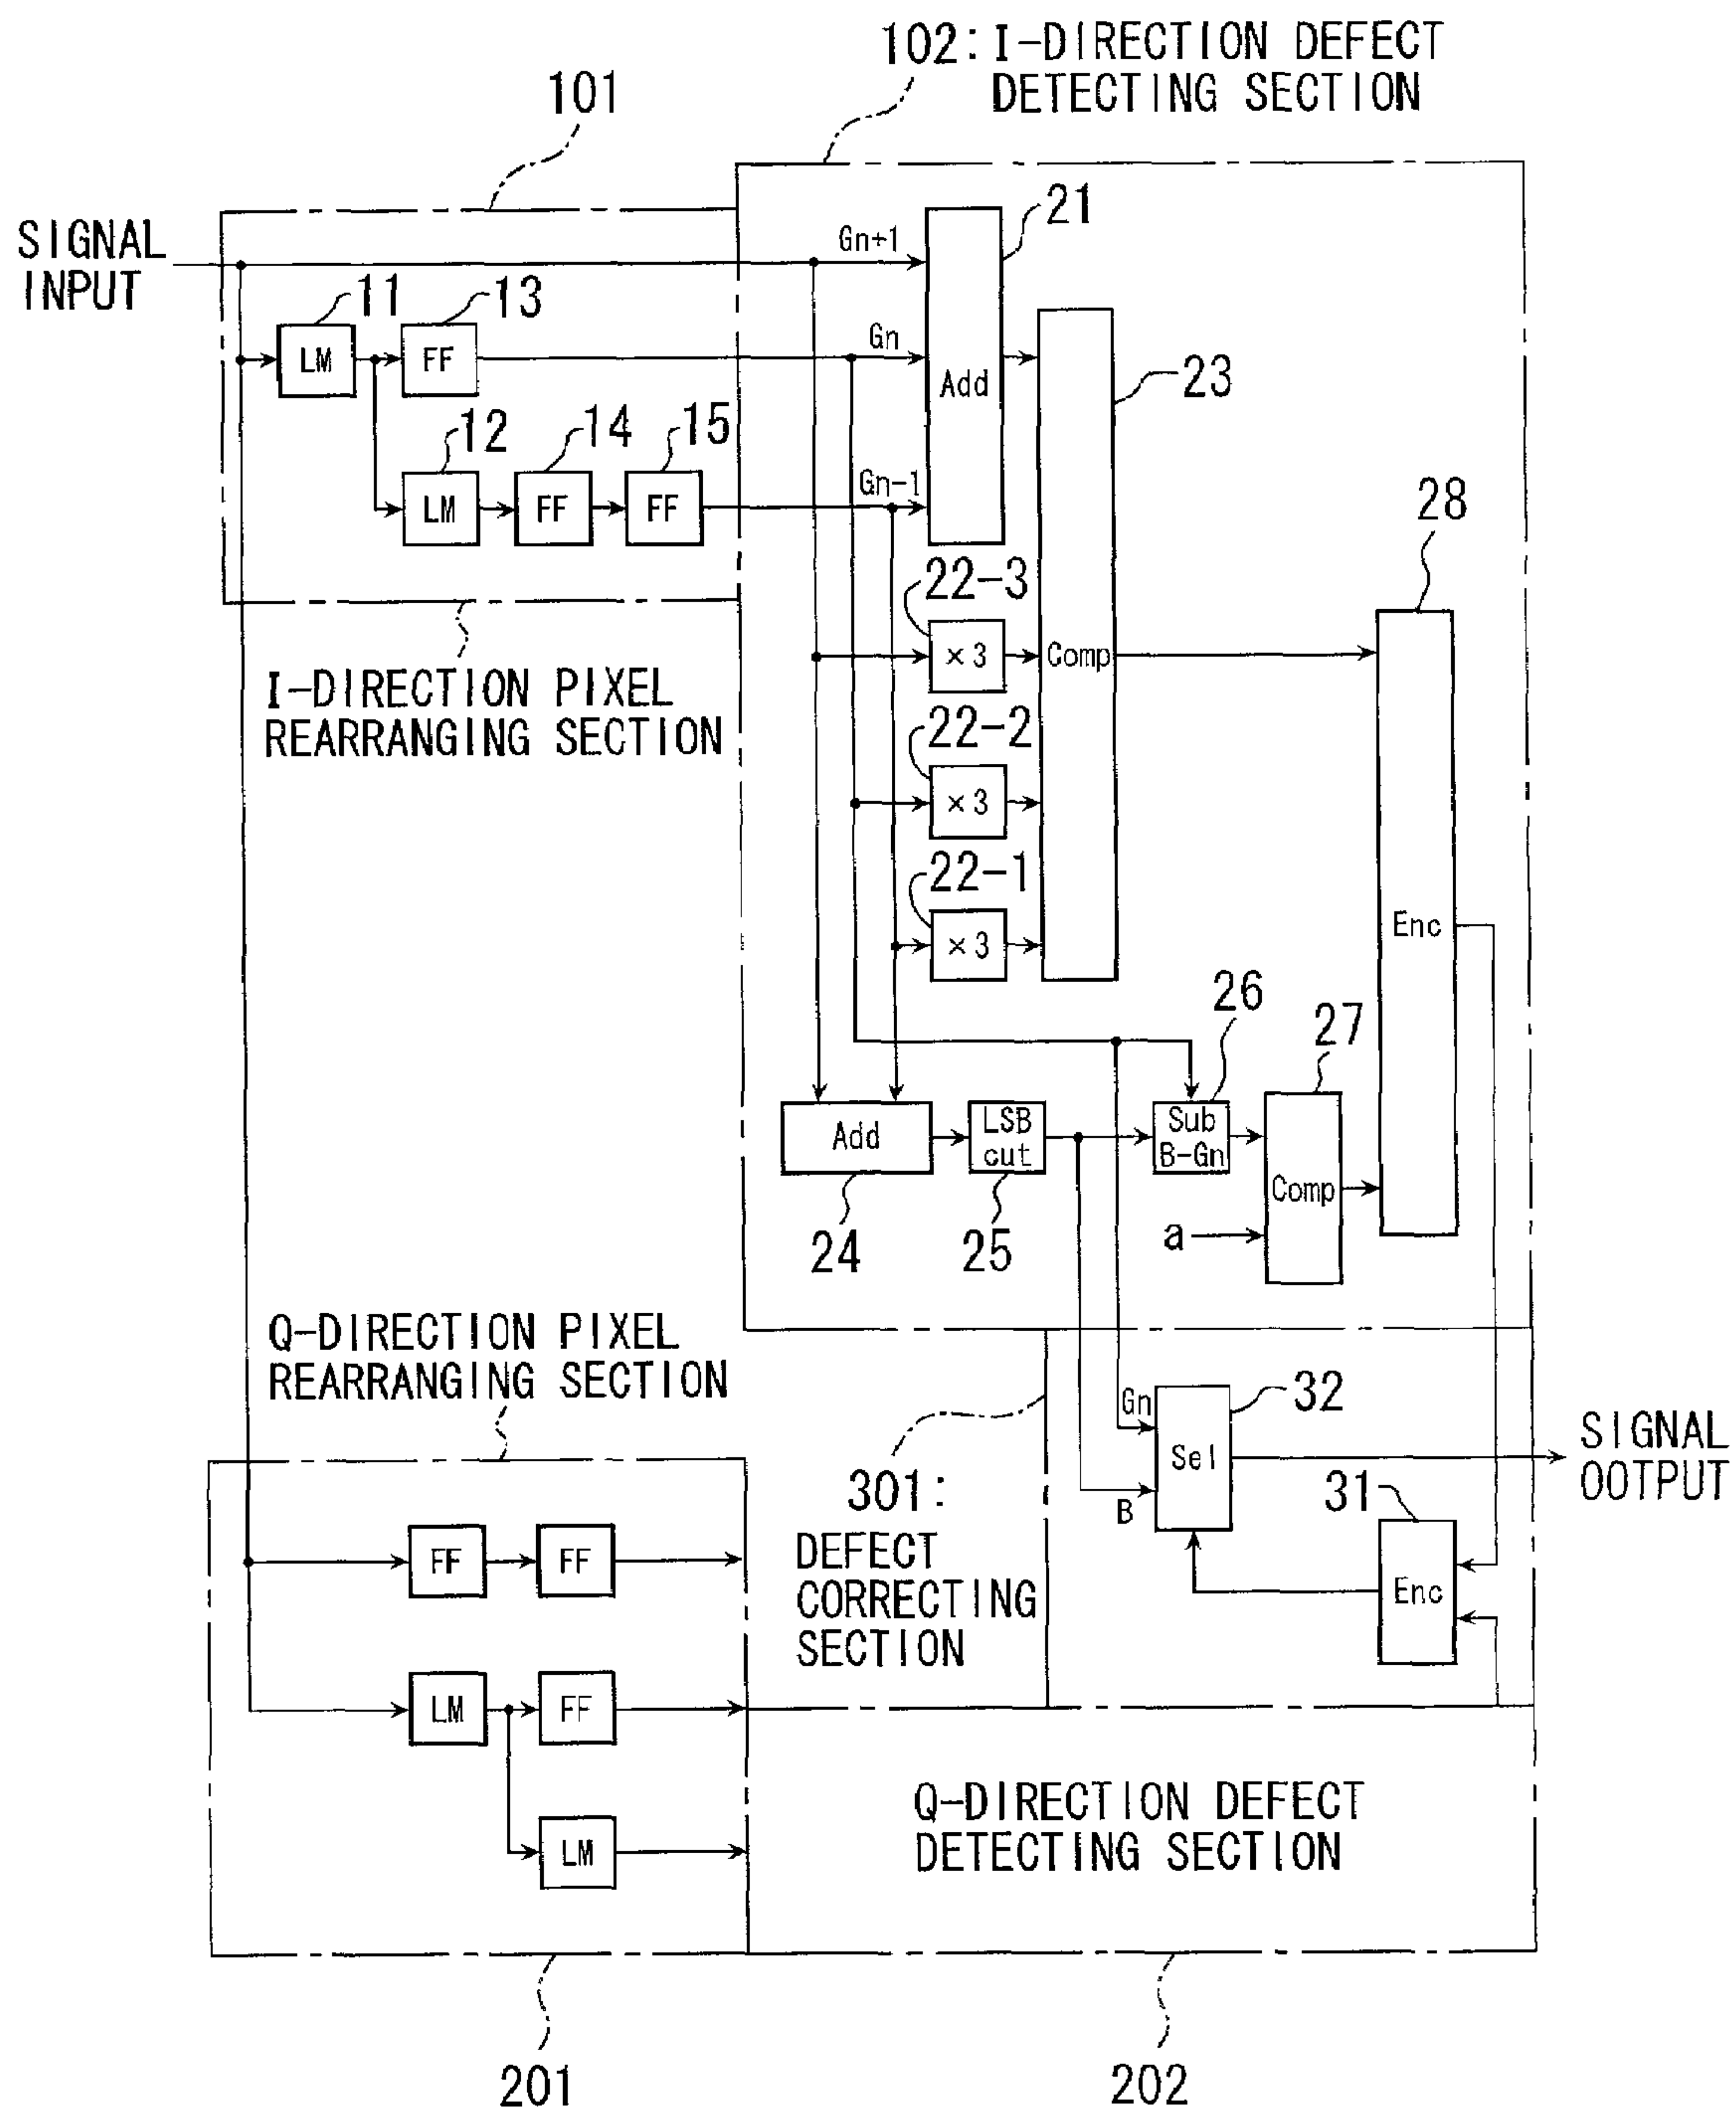 102: I-DIRECTION DEFECT
DETECTING SECTION
101
SIGNAL
INPUT
21
Gn+1
11
13
LM
FF
Gn
Add
23
12
14
15
LM
FF
FF
Gn-1
28
22-3
×3
Comp
I-DIRECTION PIXEL
REARRANGING SECTION
22-2
×3
22-1
×3
Enc
26
27
Add
LSB
cut
Sub
B-Gn
Comp
24
25
a
Q-DIRECTION PIXEL
REARRANGING SECTION
32
Gn
Sel
B
SIGNAL
OOTPUT
301:
DEFECT
CORRECTING
SECTION
31
Enc
FF
FF
LM
FF
LM
Q-DIRECTION DEFECT
DETECTING SECTION
201
202